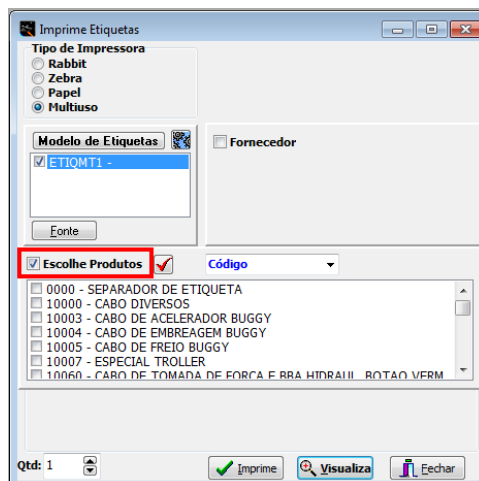 Imprime Etiquetas
Tipo de Impressora
Rabbit
Zebra
Papel
Multiuso
Modelo de Etiquetas
Fornecedor
ETIQMT1 -
Fonte
Escolhe Produtos
Código
0000 - SEPARADOR DE ETIQUETA
10000 - CABO DIVERSOS
10003 - CABO DE ACELERADOR BUGGY
10004 - CABO DE EMBREAGEM BUGGY
10005 - CABO DE FREIO BUGGY
10007 - ESPECIAL TROLLER
10060 - CABO DE TOMADA DE FORCA E BBA HIDRAUL. BOTAO VERM
Qtd: 1
Imprime
Visualiza
Fechar